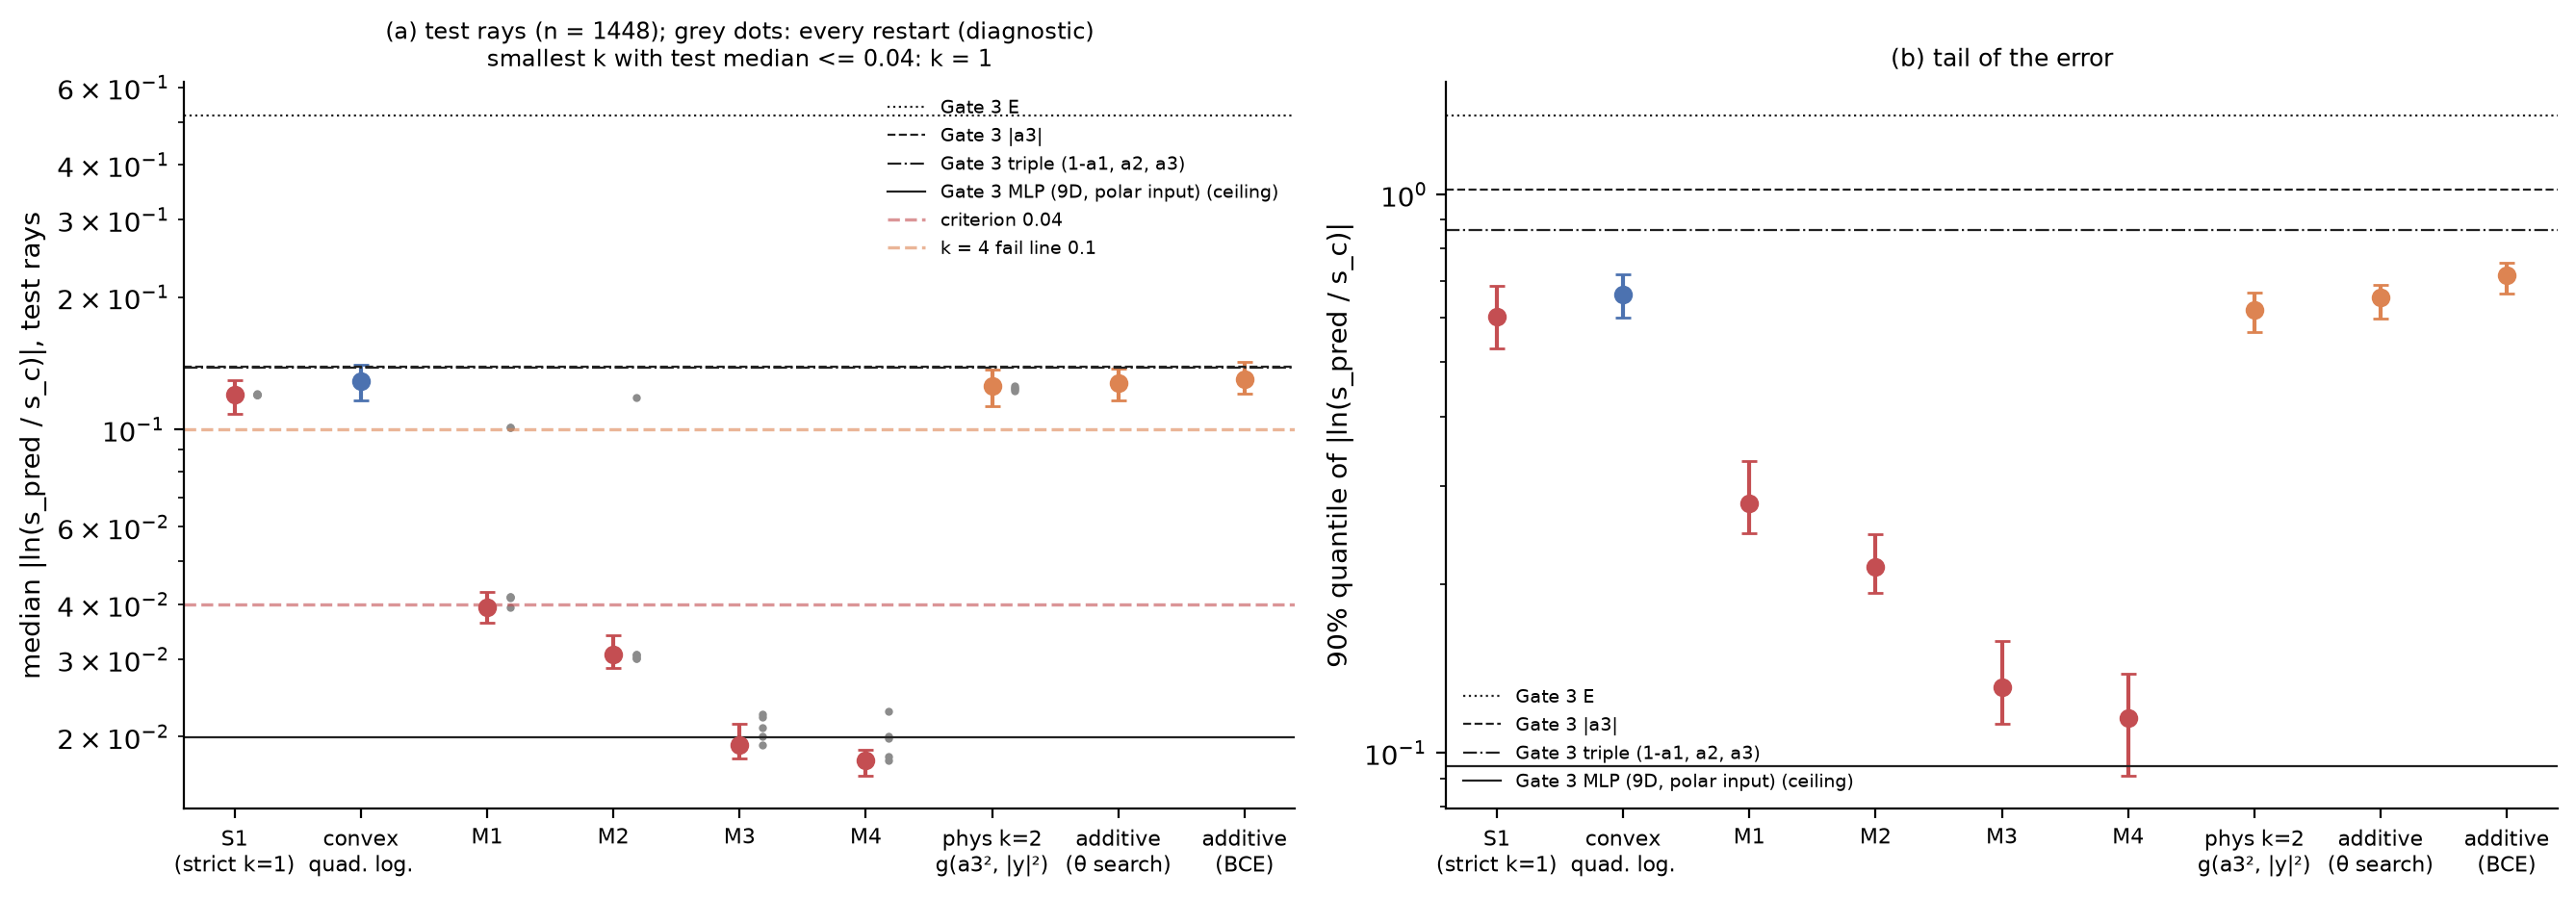 (a) test rays (n = 1448); grey dots: every restart (diagnostic)
smallest k with test median <= 0.04: k = 1
median |ln(s_pred / s_c)|, test rays
6 × 10⁻¹
4 × 10⁻¹
3 × 10⁻¹
2 × 10⁻¹
10⁻¹
6 × 10⁻²
4 × 10⁻²
3 × 10⁻²
2 × 10⁻²
Gate 3 E
Gate 3 |a3|
Gate 3 triple (1-a1, a2, a3)
Gate 3 MLP (9D, polar input) (ceiling)
criterion 0.04
k = 4 fail line 0.1
S1
(strict k=1)
convex
quad. log.
M1
M2
M3
M4
phys k=2
g(a3², |y|²)
additive
(θ search)
additive
(BCE)
(b) tail of the error
90% quantile of |ln(s_pred / s_c)|
10⁰
10⁻¹
Gate 3 E
Gate 3 |a3|
Gate 3 triple (1-a1, a2, a3)
Gate 3 MLP (9D, polar input) (ceiling)
S1
(strict k=1)
convex
quad. log.
M1
M2
M3
M4
phys k=2
g(a3², |y|²)
additive
(θ search)
additive
(BCE)